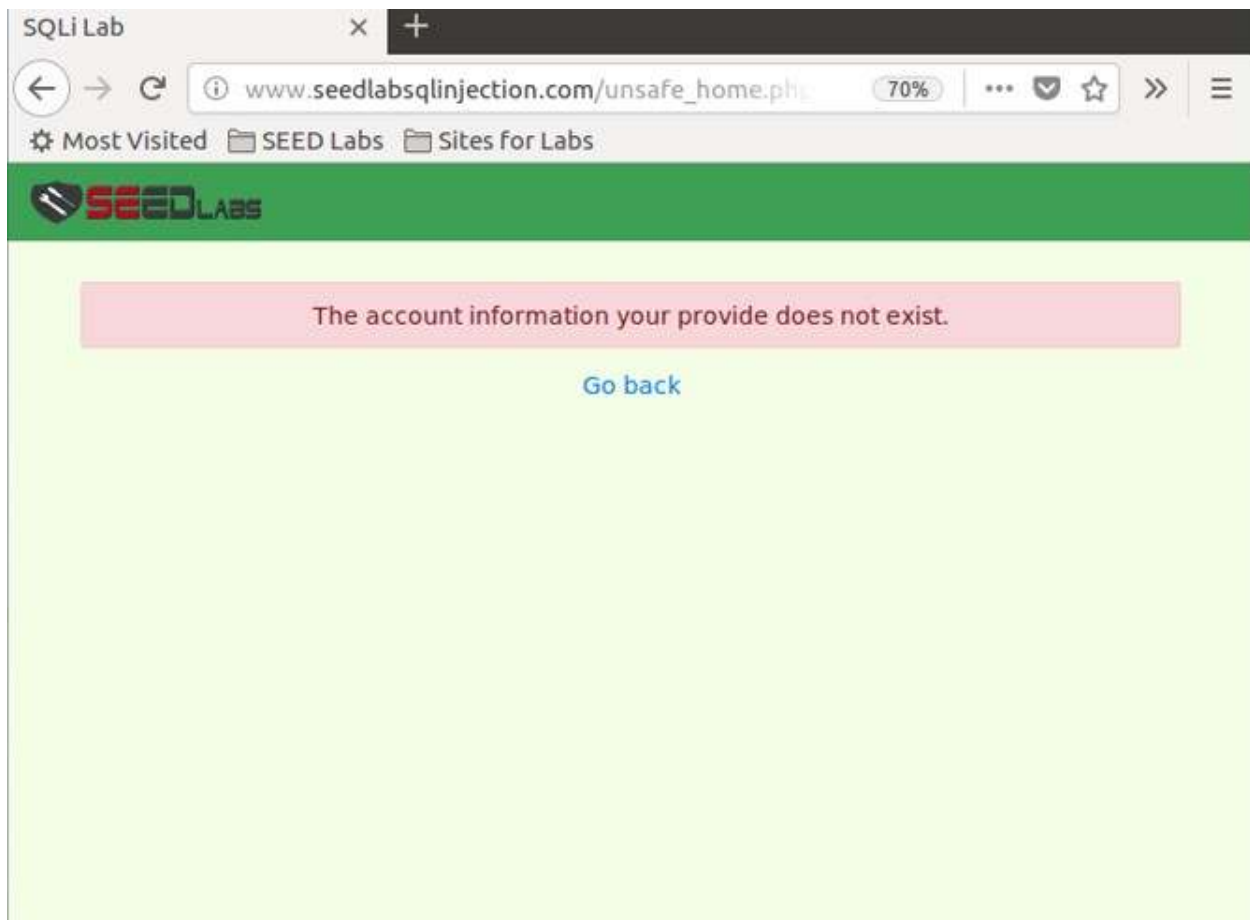 SQLi Lab
www.seedlabsqlinjection.com/unsafe_home.php 70%
Most Visited SEED Labs Sites for Labs
SEEDLABS
The account information your provide does not exist.
Go back